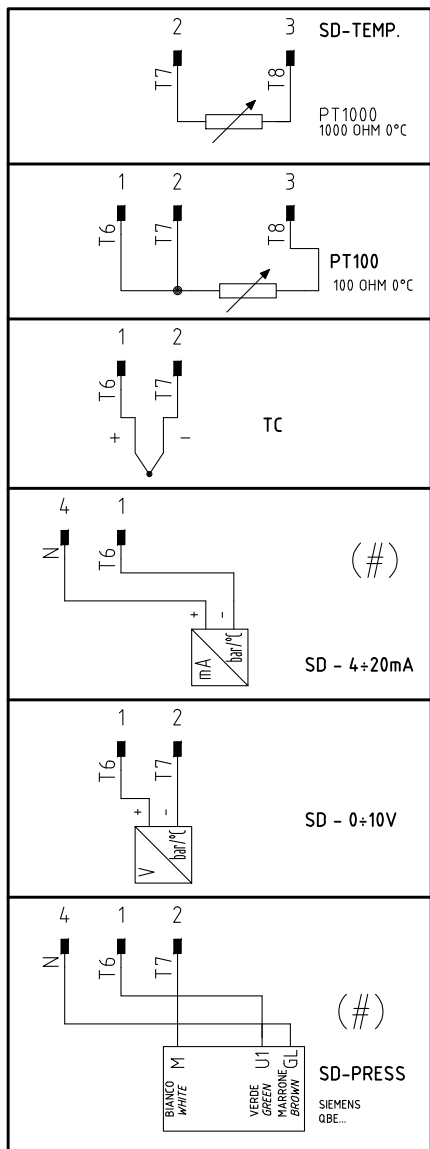 2 3 SD-TEMP.
T7 T8
PT1000
1000 OHM 0°C
1 2 3
T6 T7 T8
PT100
100 OHM 0°C
1 2
T6 T7
+ -
TC
4 1
N T6
(#)
+ -
mA bar/°C
SD - 4÷20mA
1 2
T6 T7
+ -
V bar/°C
SD - 0÷10V
4 1 2
N T6 T7
(#)
M U1 GL
BIANCO
WHITE
VERDE
GREEN
MARRONE
BROWN
SD-PRESS
SIEMENS
QBE...